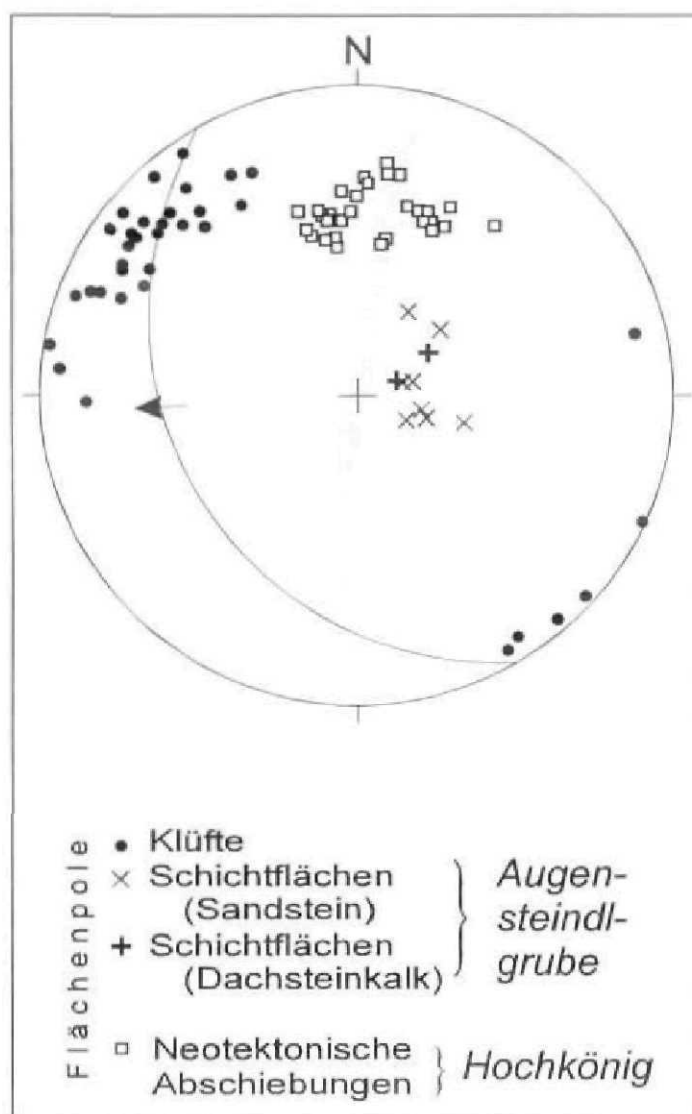 N
Flächenpole
● Klüfte
× Schichtflächen
(Sandstein)
+ Schichtflächen
(Dachsteinkalk)
Augen-
steindl-
grube
□ Neotektonische
Abschiebungen
Hochkönig